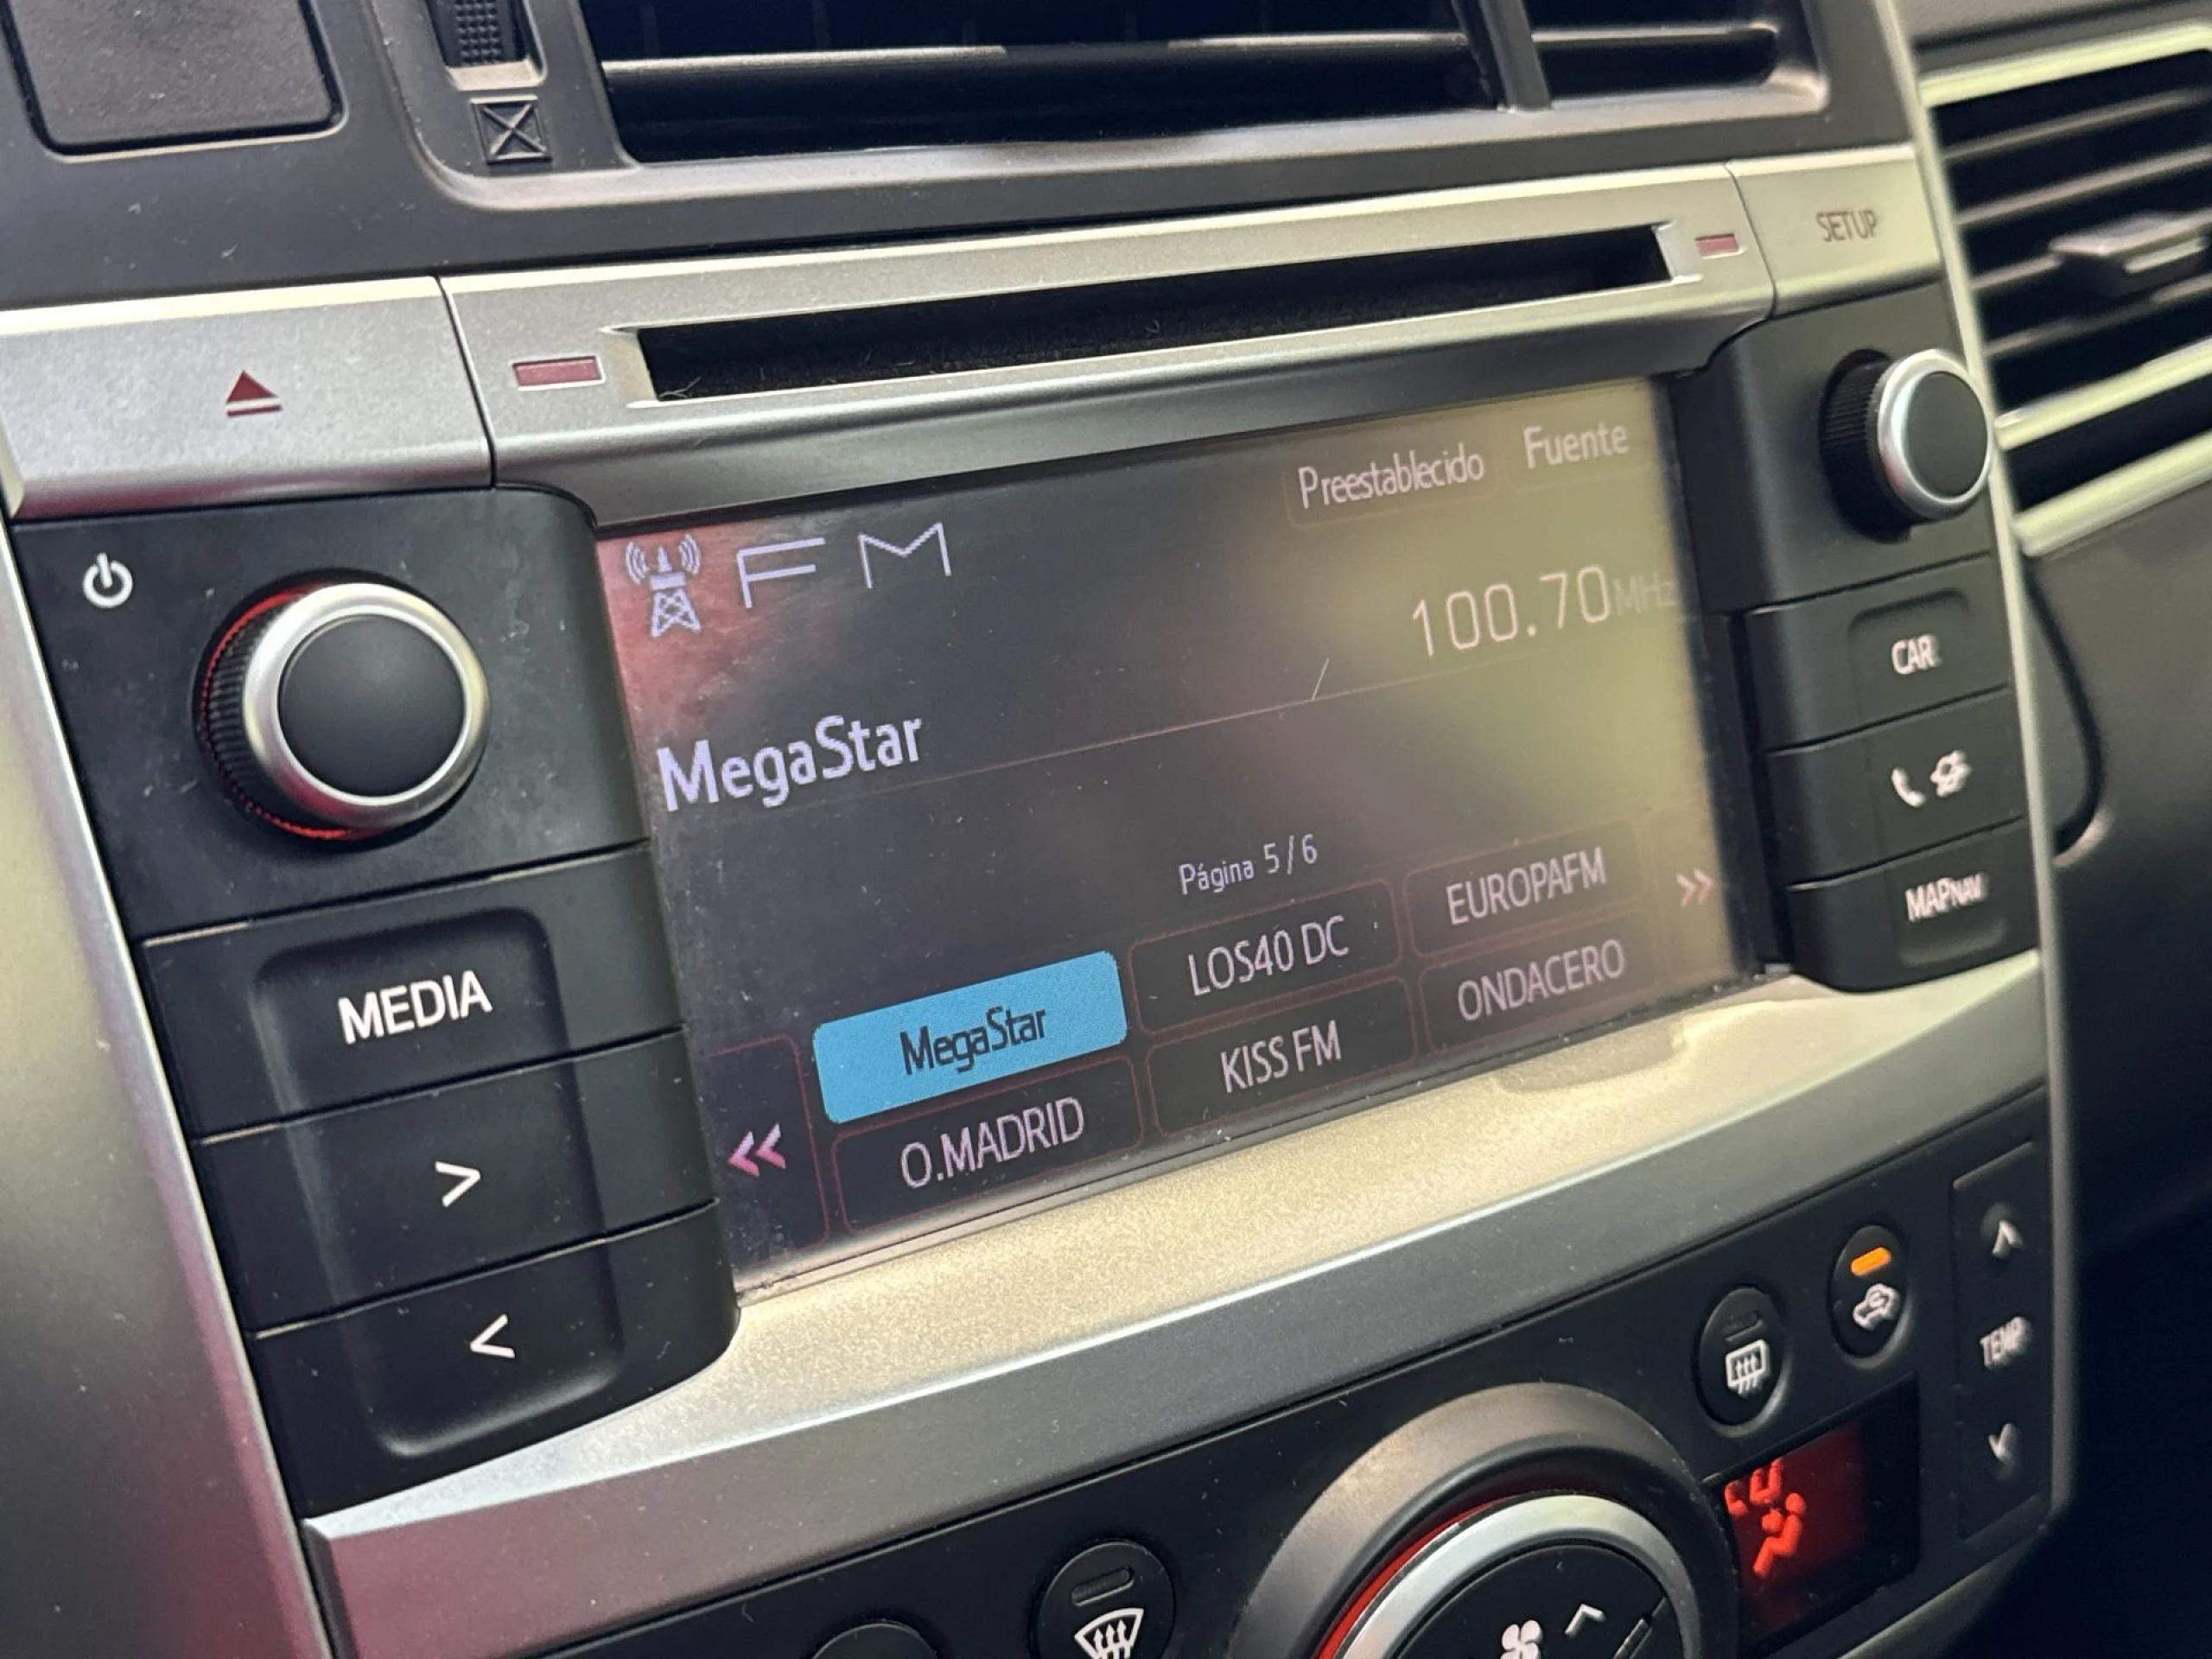 SETUP
Preestablecido Fuente
FM
100.70MHz
MegaStar
CAR
MAPNAV
Página 5/6
MegaStar LOS40 DC EUROPAFM
O.MADRID KISS FM ONDACERO
MEDIA
TEMP